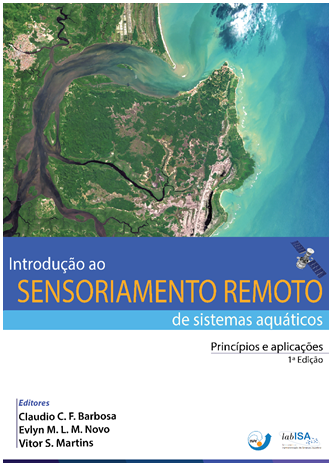 Introdução ao
SENSORIAMENTO REMOTO
de sistemas aquáticos
Princípios e aplicações
1ª Edição
Editores
Claudio C. F. Barbosa
Evlyn M. L. M. Novo
Vitor S. Martins
labISA